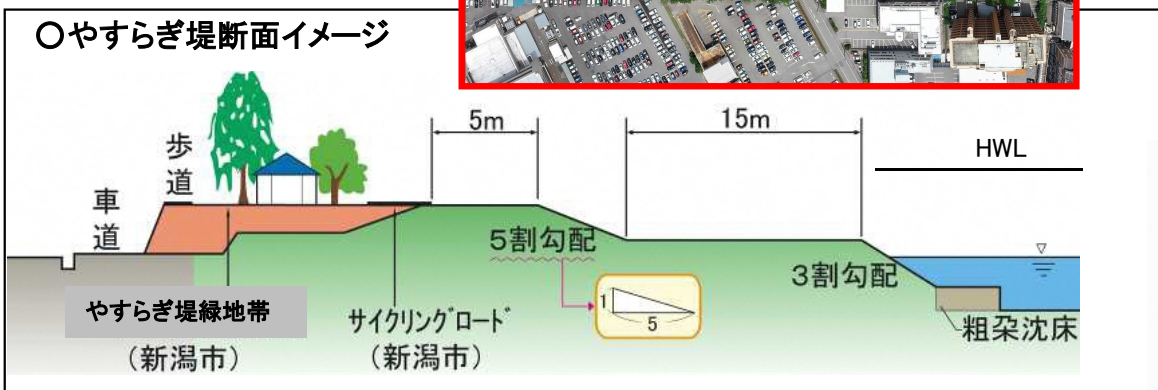 ○やすらぎ堤断面イメージ
5m
15m
HWL
歩道
車道
5割勾配
1
5
3割勾配
やすらぎ堤緑地帯
(新潟市)
サイクリングロード
(新潟市)
粗朶沈床